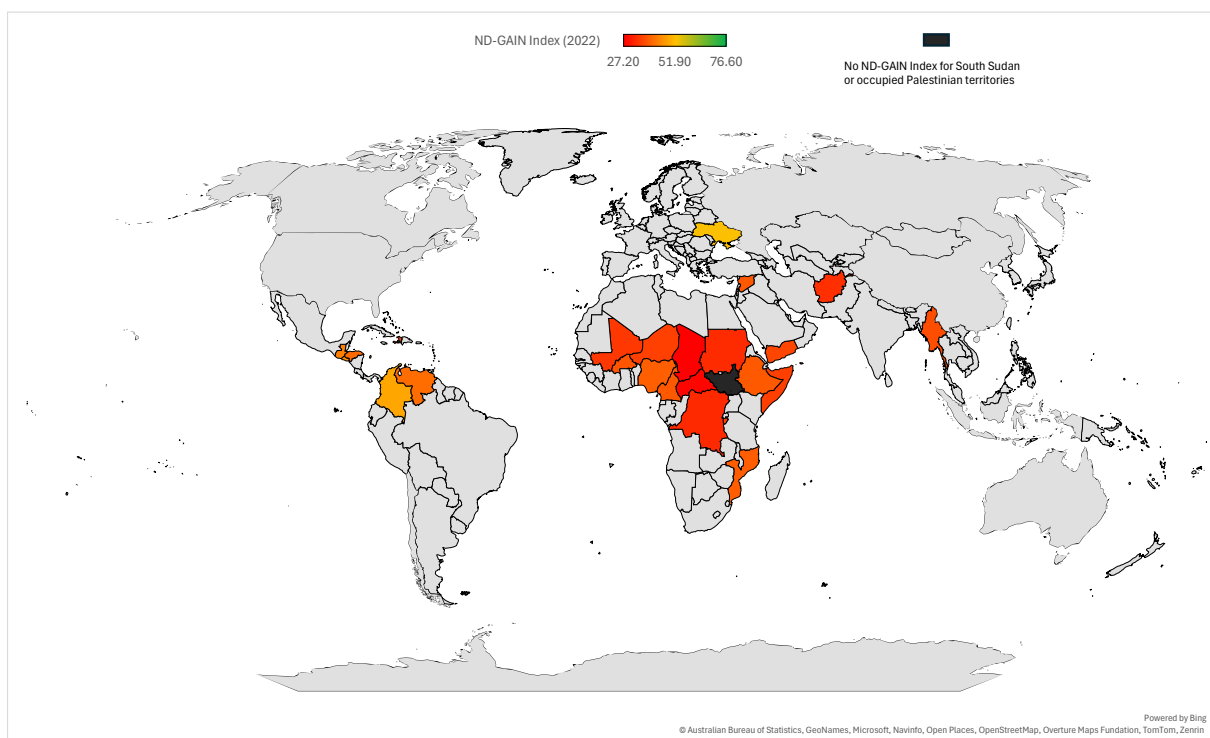 ND-GAIN Index (2022)
27.20 51.90 76.60
No ND-GAIN Index for South Sudan
or occupied Palestinian territories
Powered by Bing
© Australian Bureau of Statistics, GeoNames, Microsoft, Navinfo, Open Places, OpenStreetMap, Overture Maps Fundation, TomTom, Zenrin